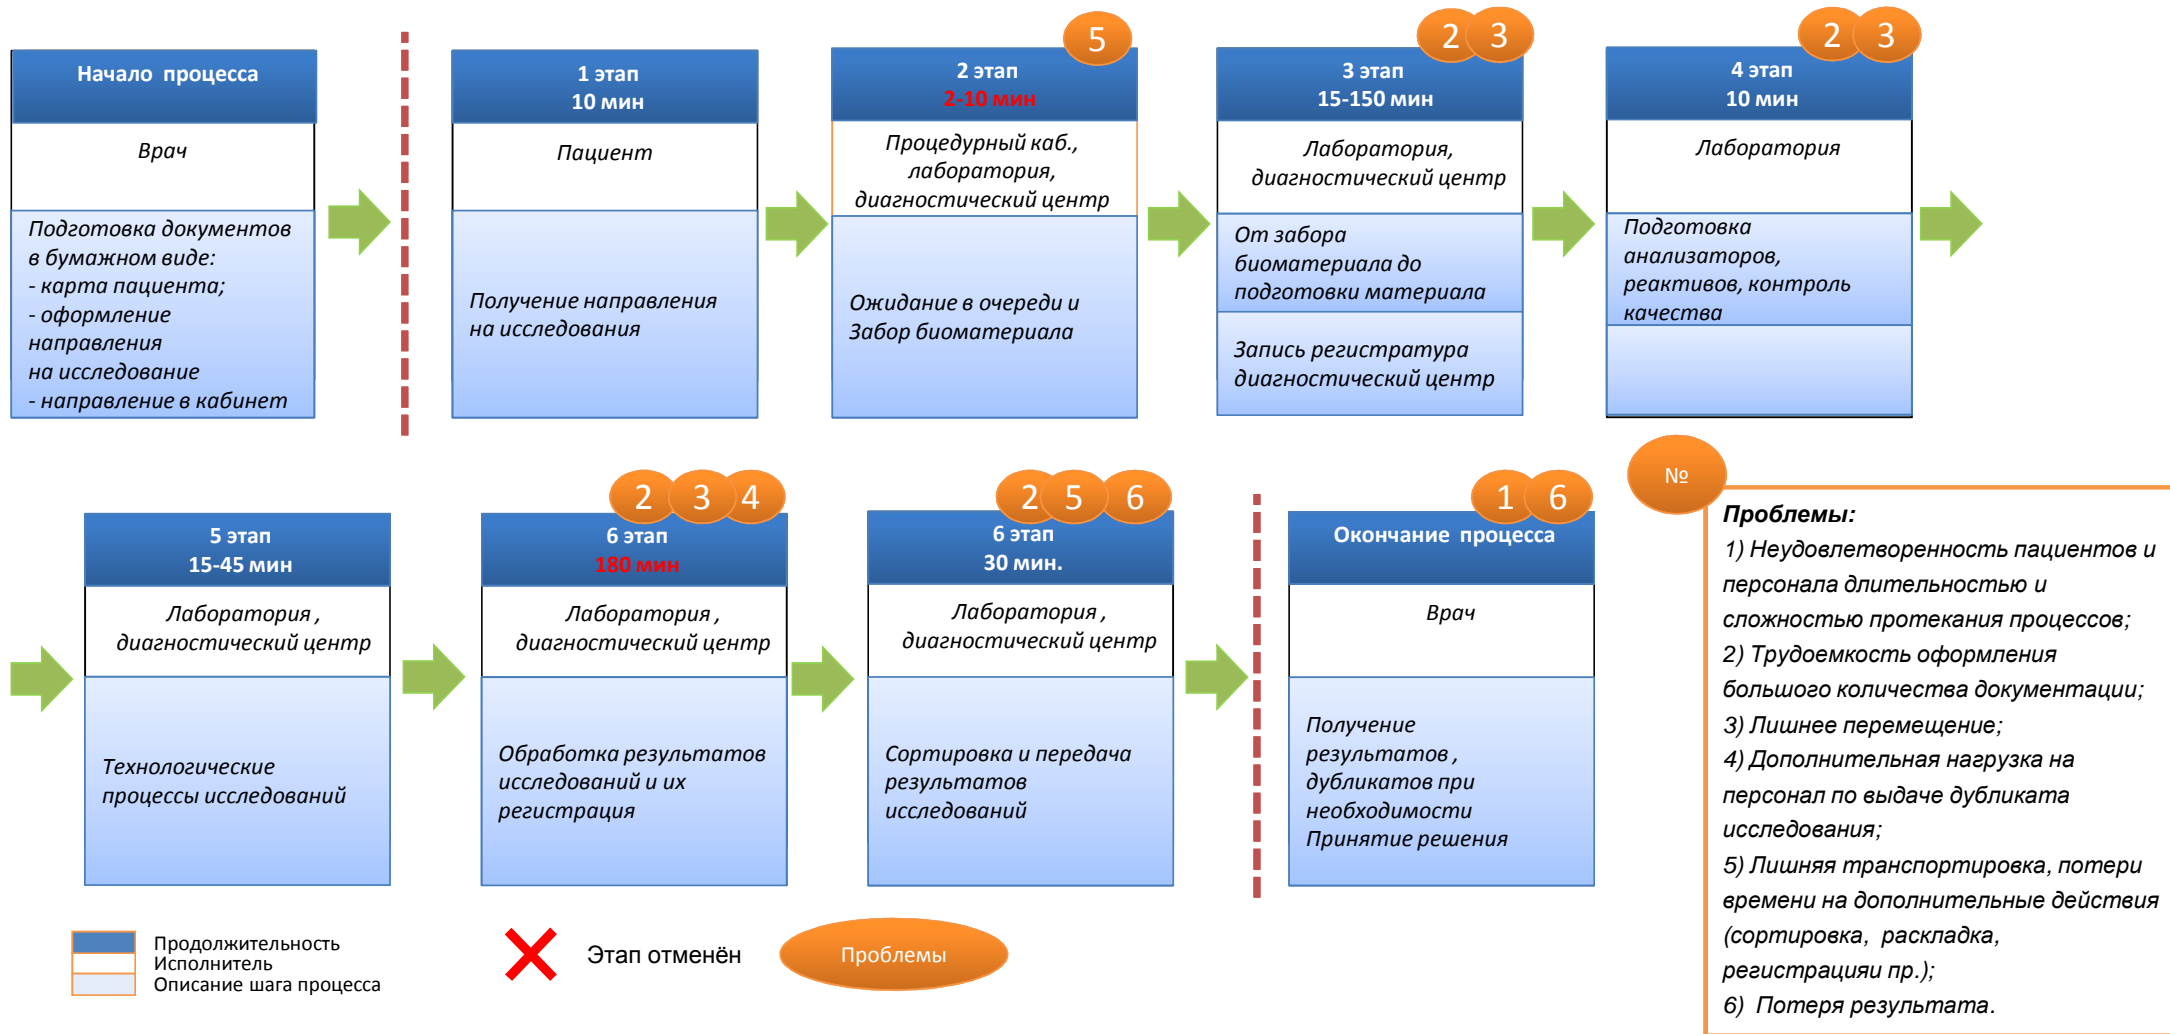 Начало процесса
Врач
Подготовка документов
в бумажном виде:
- карта пациента;
- оформление
направления
на исследование
- направление в кабинет
1 этап
10 мин
Пациент
Получение направления
на исследования
5
2 этап
2-10 мин
Процедурный каб.,
лаборатория,
диагностический центр
Ожидание в очереди и
Забор биоматериала
2 3
3 этап
15-150 мин
Лаборатория,
диагностический центр
От забора
биоматериала до
подготовки материала
Запись регистратура
диагностический центр
2 3
4 этап
10 мин
Лаборатория
Подготовка
анализаторов,
реактивов, контроль
качества
5 этап
15-45 мин
Лаборатория ,
диагностический центр
Технологические
процессы исследований
2 3 4
6 этап
180 мин
Лаборатория ,
диагностический центр
Обработка результатов
исследований и их
регистрация
2 5 6
6 этап
30 мин.
Лаборатория ,
диагностический центр
Сортировка и передача
результатов
исследований
1 6
Окончание процесса
Врач
Получение
результатов ,
дубликатов при
необходимости
Принятие решения
№
Проблемы:
1) Неудовлетворенность пациентов и
персонала длительностью и
сложностью протекания процессов;
2) Трудоемкость оформления
большого количества документации;
3) Лишнее перемещение;
4) Дополнительная нагрузка на
персонал по выдаче дубликата
исследования;
5) Лишняя транспортировка, потери
времени на дополнительные действия
(сортировка, раскладка,
регистрацияи пр.);
6) Потеря результата.
Продолжительность
Исполнитель
Описание шага процесса
Этап отменён
Проблемы